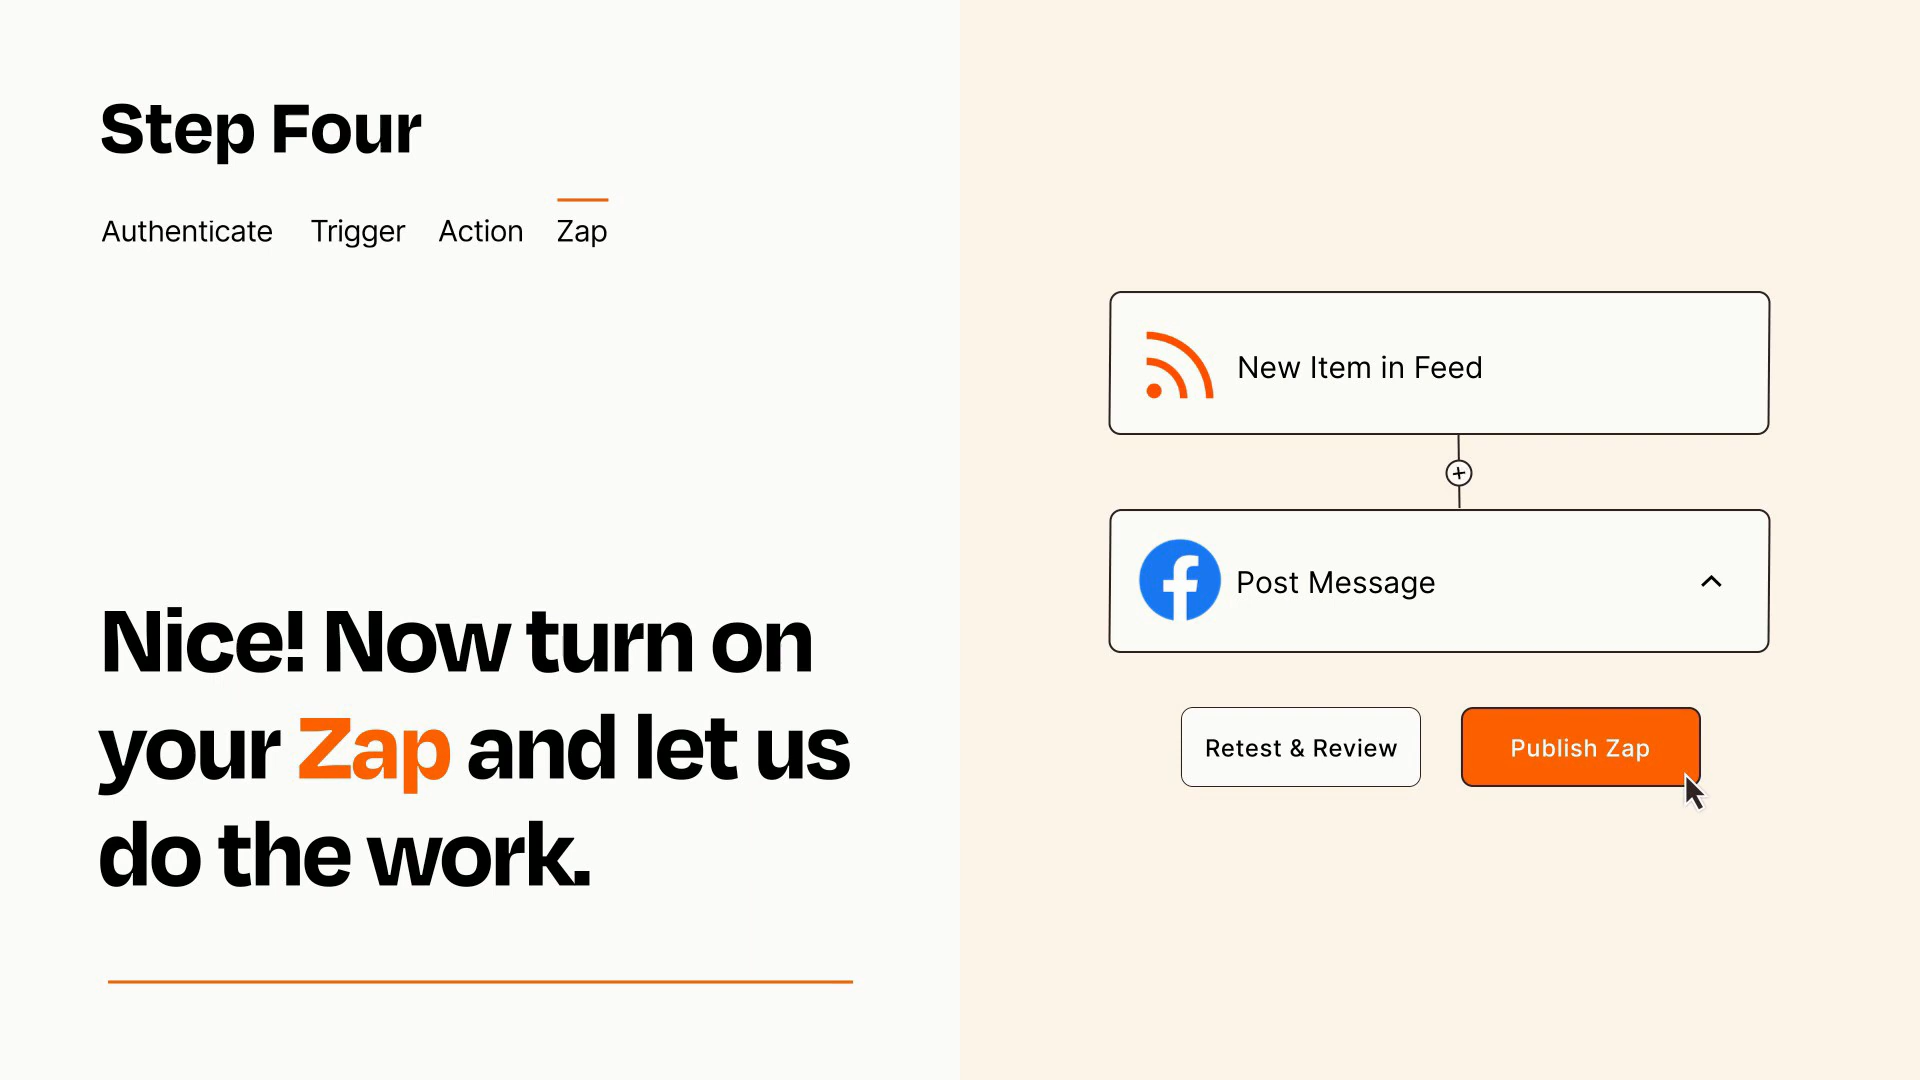 Step Four
Authenticate Trigger Action Zap
Nice! Now turn on
your Zap and let us
do the work.
New Item in Feed
Post Message
Retest & Review
Publish Zap